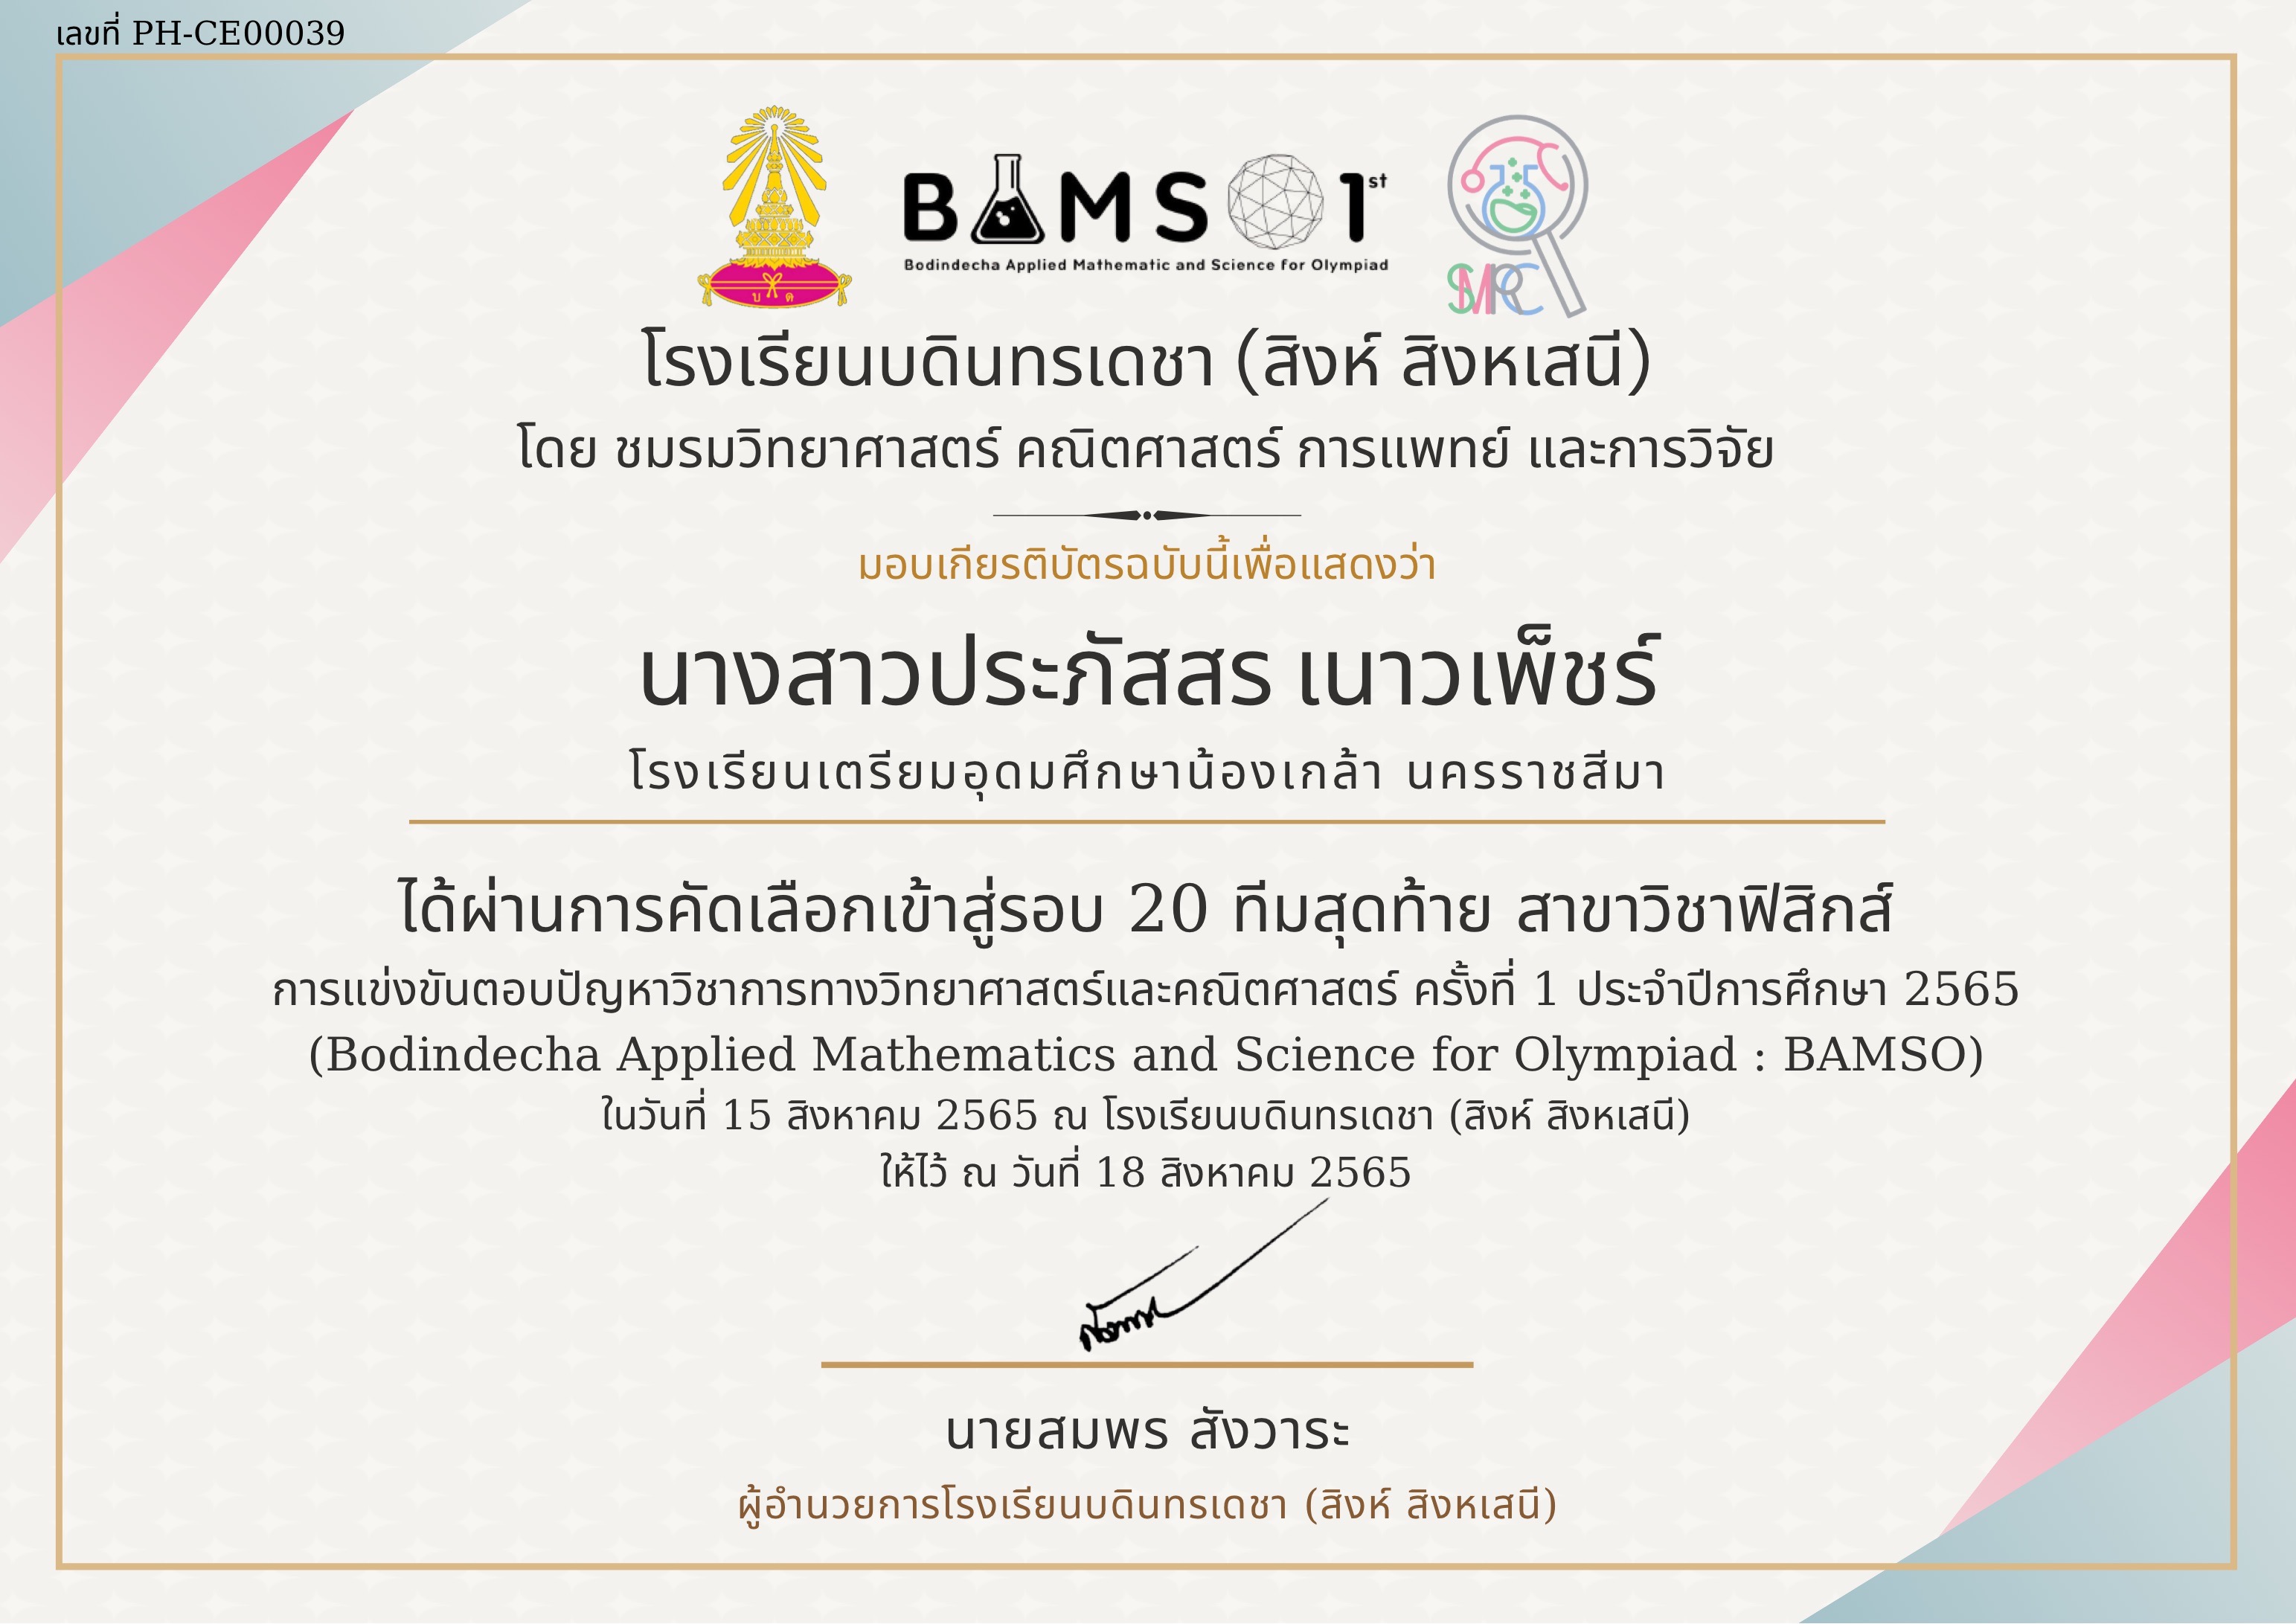 เลขที่ PH-CE00039
BAMSO 1st
Bodindecha Applied Mathematic and Science for Olympiad
บ ด
SMRC
โรงเรียนบดินทรเดชา (สิงห์ สิงหเสนี)
โดย ชมรมวิทยาศาสตร์ คณิตศาสตร์ การแพทย์ และการวิจัย
มอบเกียรติบัตรฉบับนี้เพื่อแสดงว่า
นางสาวประภัสสร เนาวเพ็ชร์
โรงเรียนเตรียมอุดมศึกษาน้อมเกล้า นครราชสีมา
ได้ผ่านการคัดเลือกเข้าสู่รอบ 20 ทีมสุดท้าย สาขาวิชาฟิสิกส์
การแข่งขันตอบปัญหาวิชาการทางวิทยาศาสตร์และคณิตศาสตร์ ครั้งที่ 1 ประจำปีการศึกษา 2565
(Bodindecha Applied Mathematics and Science for Olympiad : BAMSO)
ในวันที่ 15 สิงหาคม 2565 ณ โรงเรียนบดินทรเดชา (สิงห์ สิงหเสนี)
ให้ไว้ ณ วันที่ 18 สิงหาคม 2565
นายสมพร สังวาระ
ผู้อำนวยการโรงเรียนบดินทรเดชา (สิงห์ สิงหเสนี)